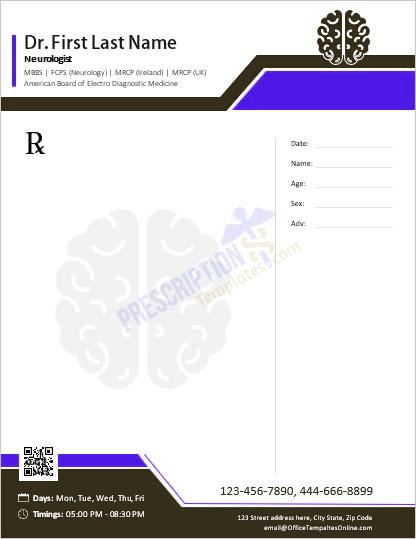 Dr. First Last Name
Neurologist
MBBS | FCPS (Neurology) | MRCP (Ireland) | MRCP (UK)
American Board of Electro Diagnostic Medicine
Rx
Date:
Name:
Age:
Sex:
Adv:
PRESCRIPTION
Templates.com
Days: Mon, Tue, Wed, Thu, Fri
Timings: 05:00 PM - 08:30 PM
123-456-7890, 444-666-8899
123 Street address here, City State, Zip Code
email@OfficeTempaltesOnline.com